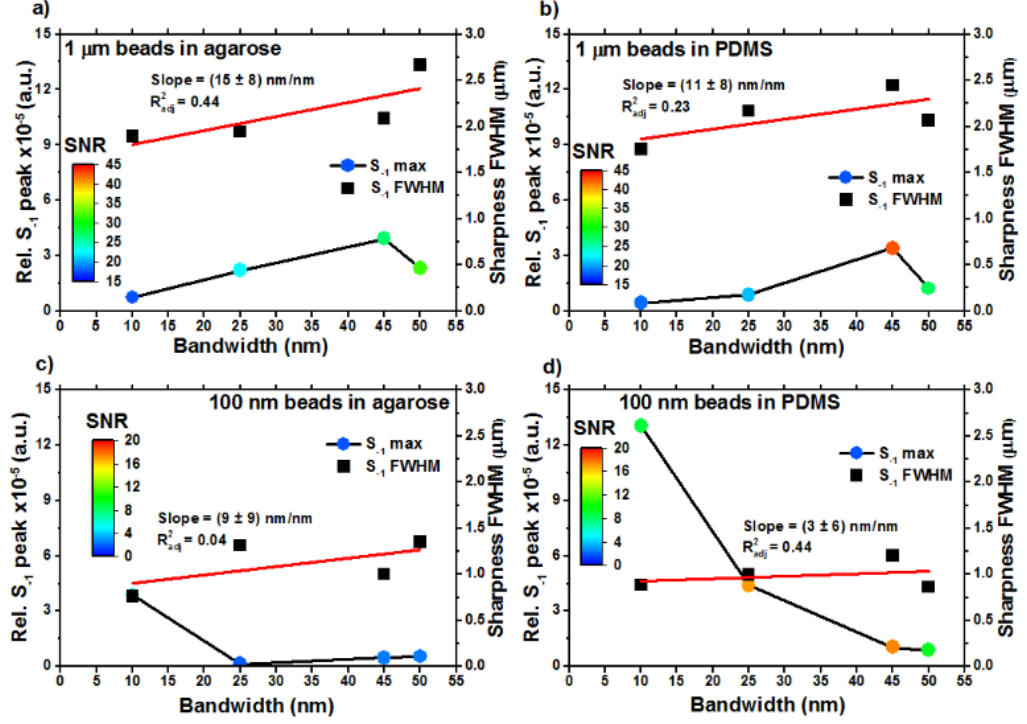 a)
1 μm beads in agarose
Slope = (15 ± 8) nm/nm
R²adj = 0.44
SNR
45
40
35
30
25
20
15
S-1 max
S-1 FWHM
Rel. S-1 peak x10-5 (a.u.)
15
12
9
6
3
0
Sharpness FWHM (μm)
3.0
2.5
2.0
1.5
1.0
0.5
0.0
0 5 10 15 20 25 30 35 40 45 50 55
Bandwidth (nm)
b)
1 μm beads in PDMS
Slope = (11 ± 8) nm/nm
R²adj = 0.23
SNR
45
40
35
30
25
20
15
S-1 max
S-1 FWHM
Rel. S-1 peak x10-5 (a.u.)
15
12
9
6
3
0
Sharpness FWHM (μm)
3.0
2.5
2.0
1.5
1.0
0.5
0.0
0 5 10 15 20 25 30 35 40 45 50 55
Bandwidth (nm)
c)
100 nm beads in agarose
SNR
20
16
12
8
4
0
S-1 max
S-1 FWHM
Slope = (9 ± 9) nm/nm
R²adj = 0.04
Rel. S-1 peak x10-5 (a.u.)
15
12
9
6
3
0
Sharpness FWHM (μm)
3.0
2.5
2.0
1.5
1.0
0.5
0.0
0 5 10 15 20 25 30 35 40 45 50 55
Bandwidth (nm)
d)
100 nm beads in PDMS
SNR
20
16
12
8
4
0
S-1 max
S-1 FWHM
Slope = (3 ± 6) nm/nm
R²adj = 0.44
Rel. S-1 peak x10-5 (a.u.)
15
12
9
6
3
0
Sharpness FWHM (μm)
3.0
2.5
2.0
1.5
1.0
0.5
0.0
0 5 10 15 20 25 30 35 40 45 50 55
Bandwidth (nm)